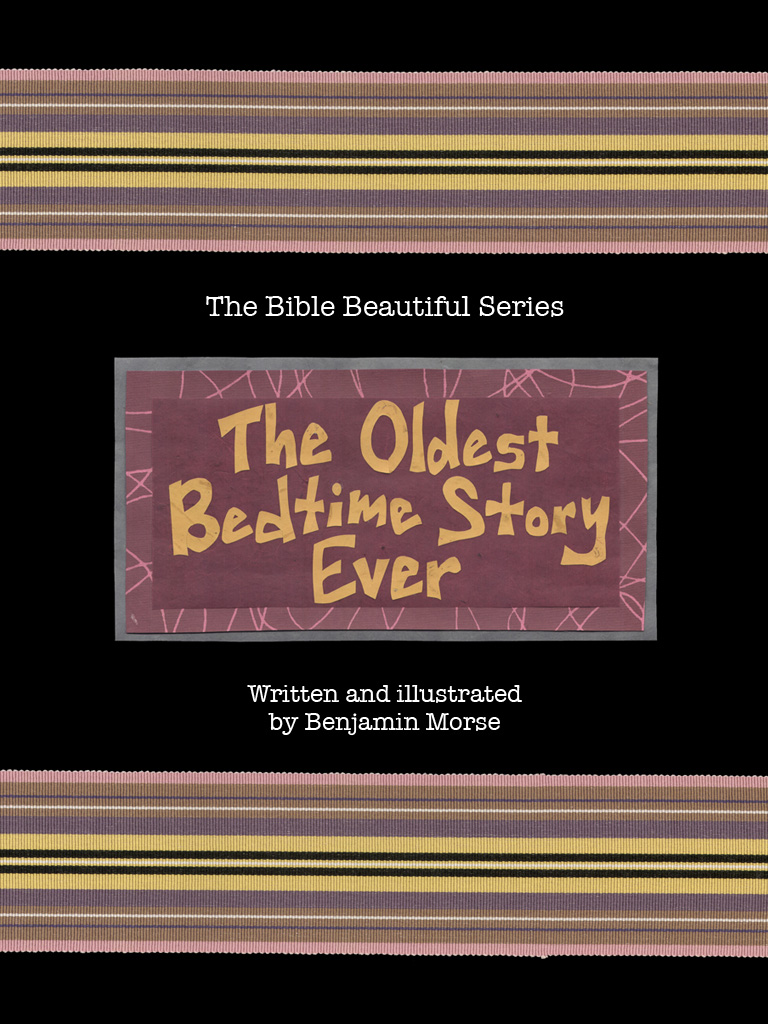 The Bible Beautiful Series
The Oldest
Bedtime Story
Ever
Written and illustrated
by Benjamin Morse